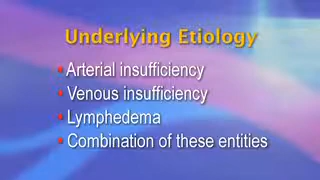 Underlying Etiology
• Arterial insufficiency
• Venous insufficiency
• Lymphedema
• Combination of these entities